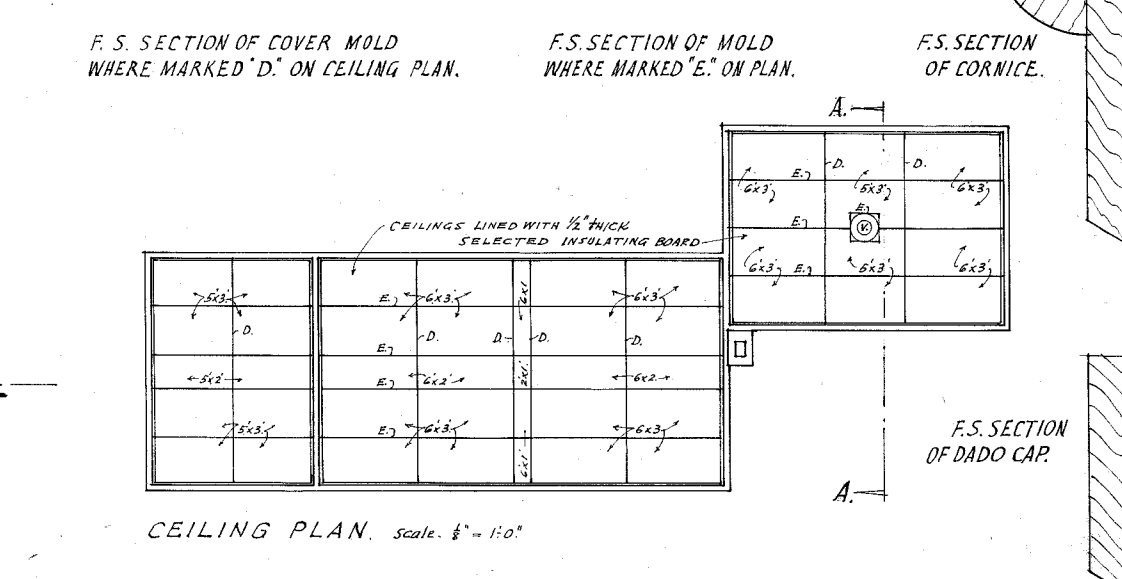 F. S. SECTION OF COVER MOLD
WHERE MARKED "D." ON CEILING PLAN.
F.S. SECTION OF MOLD
WHERE MARKED "E." ON PLAN.
F.S. SECTION
OF CORNICE.
A.
D.
D.
E.
6'x3'
5'x3'
6'x3'
E.
E.
V.
CEILINGS LINED WITH 1/2" THICK
SELECTED INSULATING BOARD
6'x3'
E.
5'x3'
6'x3'
5'x3'
E.
6'x3'
6'x1'
6'x3'
D.
D.
D.
D.
D.
E.
5'x2'
E.
6'x2'
2'x1'
6'x2
5'x3'
E.
6'x3'
6'x1'
6'x3'
F.S. SECTION
OF DADO CAP.
A.
CEILING PLAN. Scale. 1/8" = 1'.0"